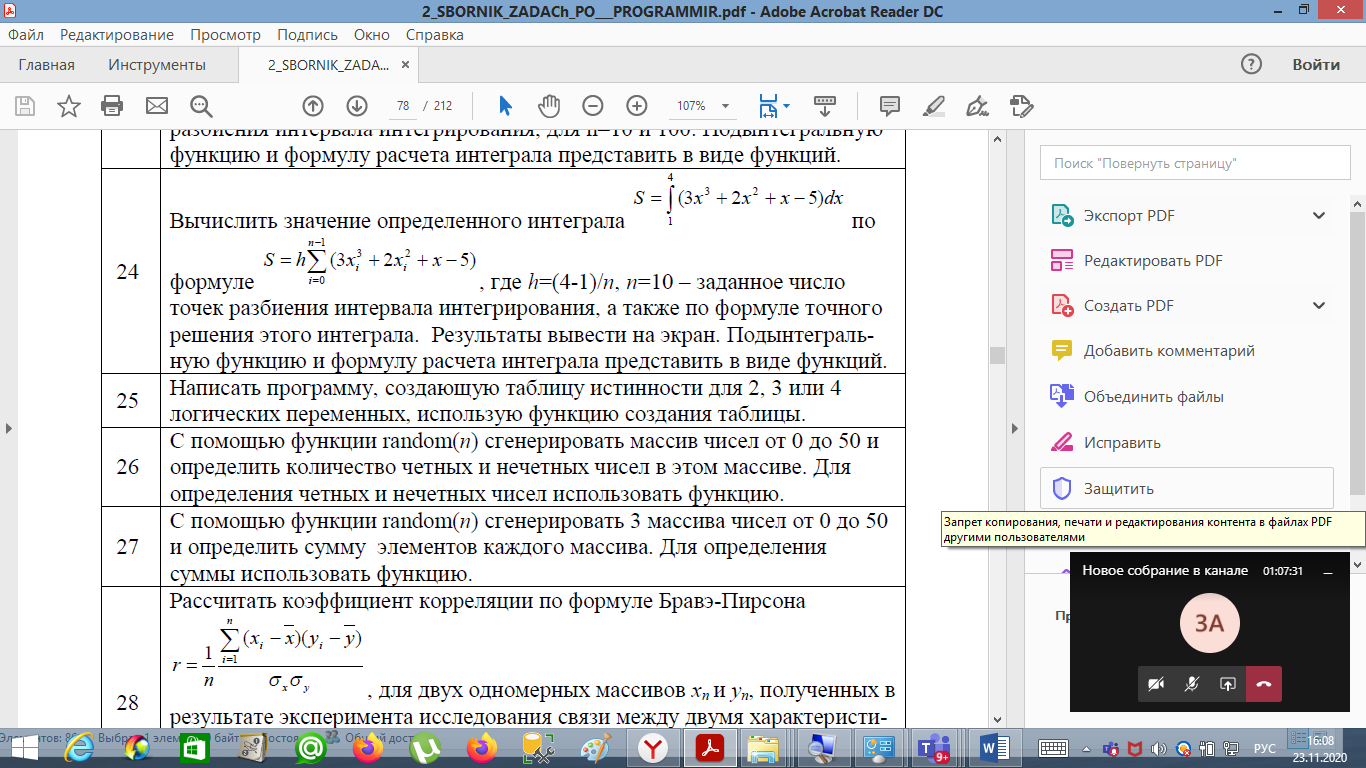 2_SBORNIK_ZADACh_PO___PROGRAMMIR.pdf - Adobe Acrobat Reader DC
Файл Редактирование Просмотр Подпись Окно Справка
Главная Инструменты 2_SBORNIK_ZADA... × Войти
78 / 212 107%
разбиения интервала интегрирования, для n=10 и 100. Подынтегральную
функцию и формулу расчета интеграла представить в виде функций.
24
Вычислить значение определенного интеграла S = ∫₁⁴ (3x³ + 2x² + x − 5)dx по
формуле S = h∑ᵢ₌₀ⁿ⁻¹ (3xᵢ³ + 2xᵢ² + x − 5) , где h=(4-1)/n, n=10 – заданное число
точек разбиения интервала интегрирования, а также по формуле точного
решения этого интеграла. Результаты вывести на экран. Подынтеграль-
ную функцию и формулу расчета интеграла представить в виде функций.
25
Написать программу, создающую таблицу истинности для 2, 3 или 4
логических переменных, использую функцию создания таблицы.
26
С помощью функции random(n) сгенерировать массив чисел от 0 до 50 и
определить количество четных и нечетных чисел в этом массиве. Для
определения четных и нечетных чисел использовать функцию.
27
С помощью функции random(n) сгенерировать 3 массива чисел от 0 до 50
и определить сумму элементов каждого массива. Для определения
суммы использовать функцию.
28
Рассчитать коэффициент корреляции по формуле Бравэ-Пирсона
r = 1/n ∑ᵢ₌₁ⁿ (xᵢ − x̅)(yᵢ − y̅) / σₓσᵧ , для двух одномерных массивов xₙ и yₙ, полученных в
результате эксперимента исследования связи между двумя характеристи-
Поиск "Повернуть страницу"
Экспорт PDF
Редактировать PDF
Создать PDF
Добавить комментарий
Объединить файлы
Исправить
Защитить
Запрет копирования, печати и редактирования контента в файлах PDF
другими пользователями
Новое собрание в канале 01:07:31
ЗА
9+
РУС
16:08
23.11.2020